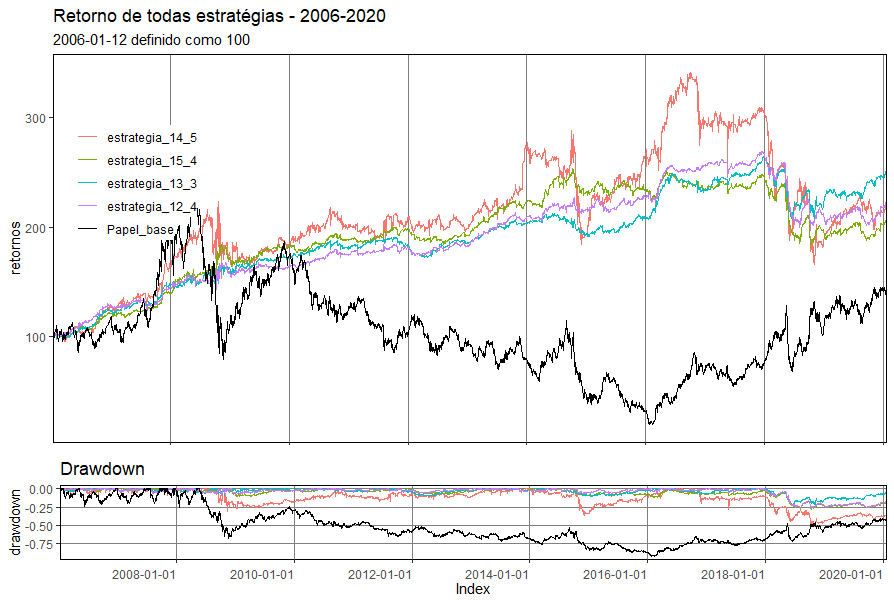 Retorno de todas estratégias - 2006-2020
2006-01-12 definido como 100
300
200
100
retornos
estrategia_14_5
estrategia_15_4
estrategia_13_3
estrategia_12_4
Papel_base
Drawdown
0.00
-0.25
-0.50
-0.75
drawdown
2008-01-01 2010-01-01 2012-01-01 2014-01-01 2016-01-01 2018-01-01 2020-01-01
Index